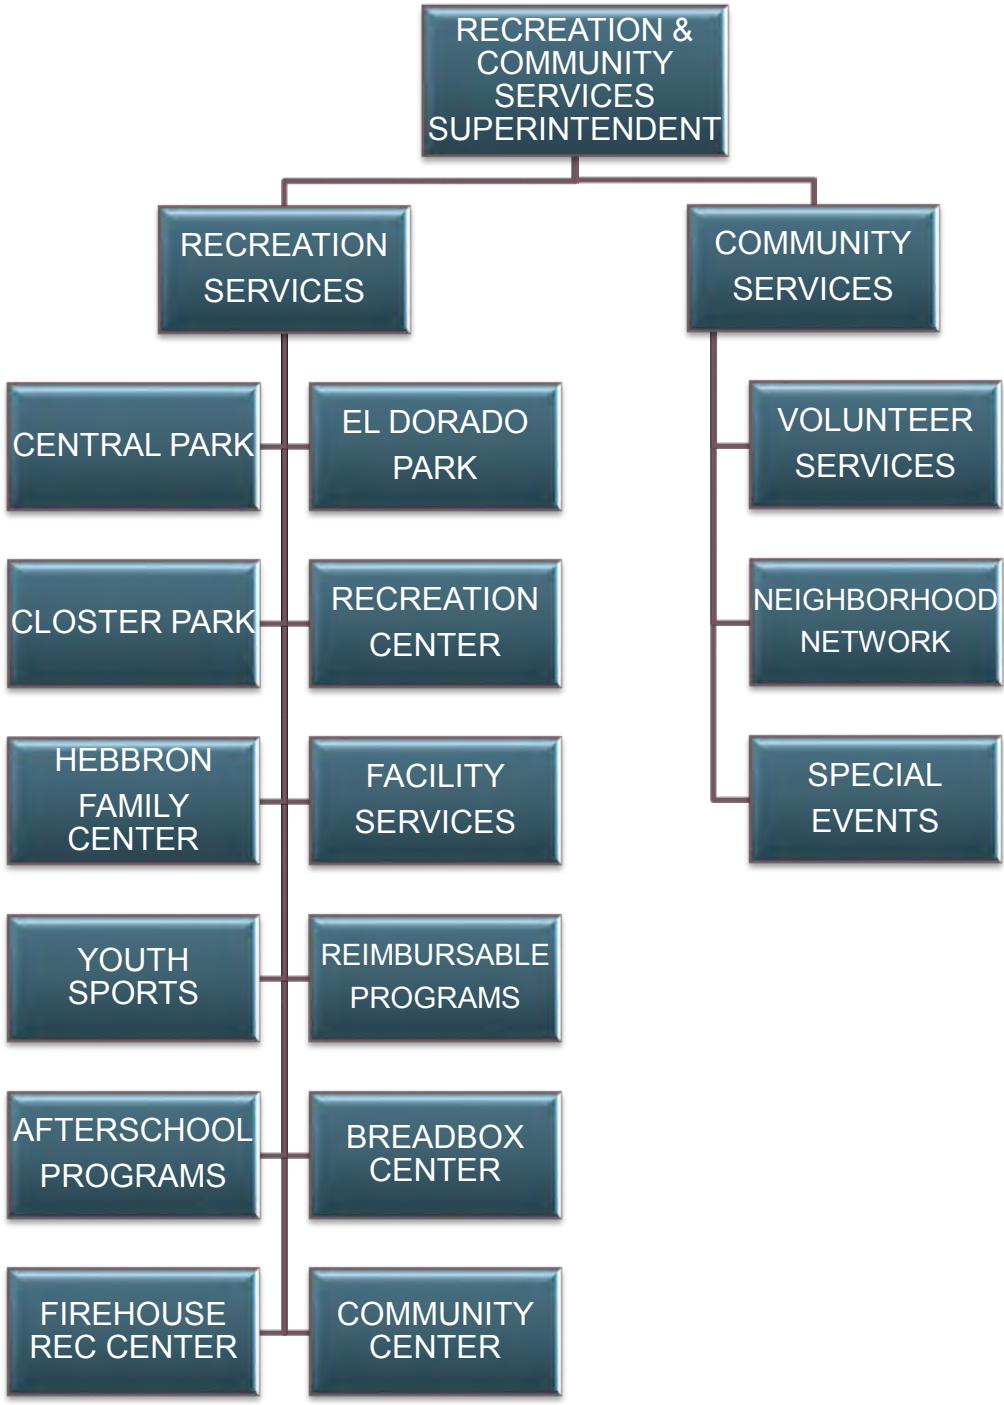 RECREATION &
COMMUNITY
SERVICES
SUPERINTENDENT
RECREATION
SERVICES
COMMUNITY
SERVICES
CENTRAL PARK
EL DORADO
PARK
VOLUNTEER
SERVICES
CLOSTER PARK
RECREATION
CENTER
NEIGHBORHOOD
NETWORK
HEBBRON
FAMILY
CENTER
FACILITY
SERVICES
SPECIAL
EVENTS
YOUTH
SPORTS
REIMBURSABLE
PROGRAMS
AFTERSCHOOL
PROGRAMS
BREADBOX
CENTER
FIREHOUSE
REC CENTER
COMMUNITY
CENTER